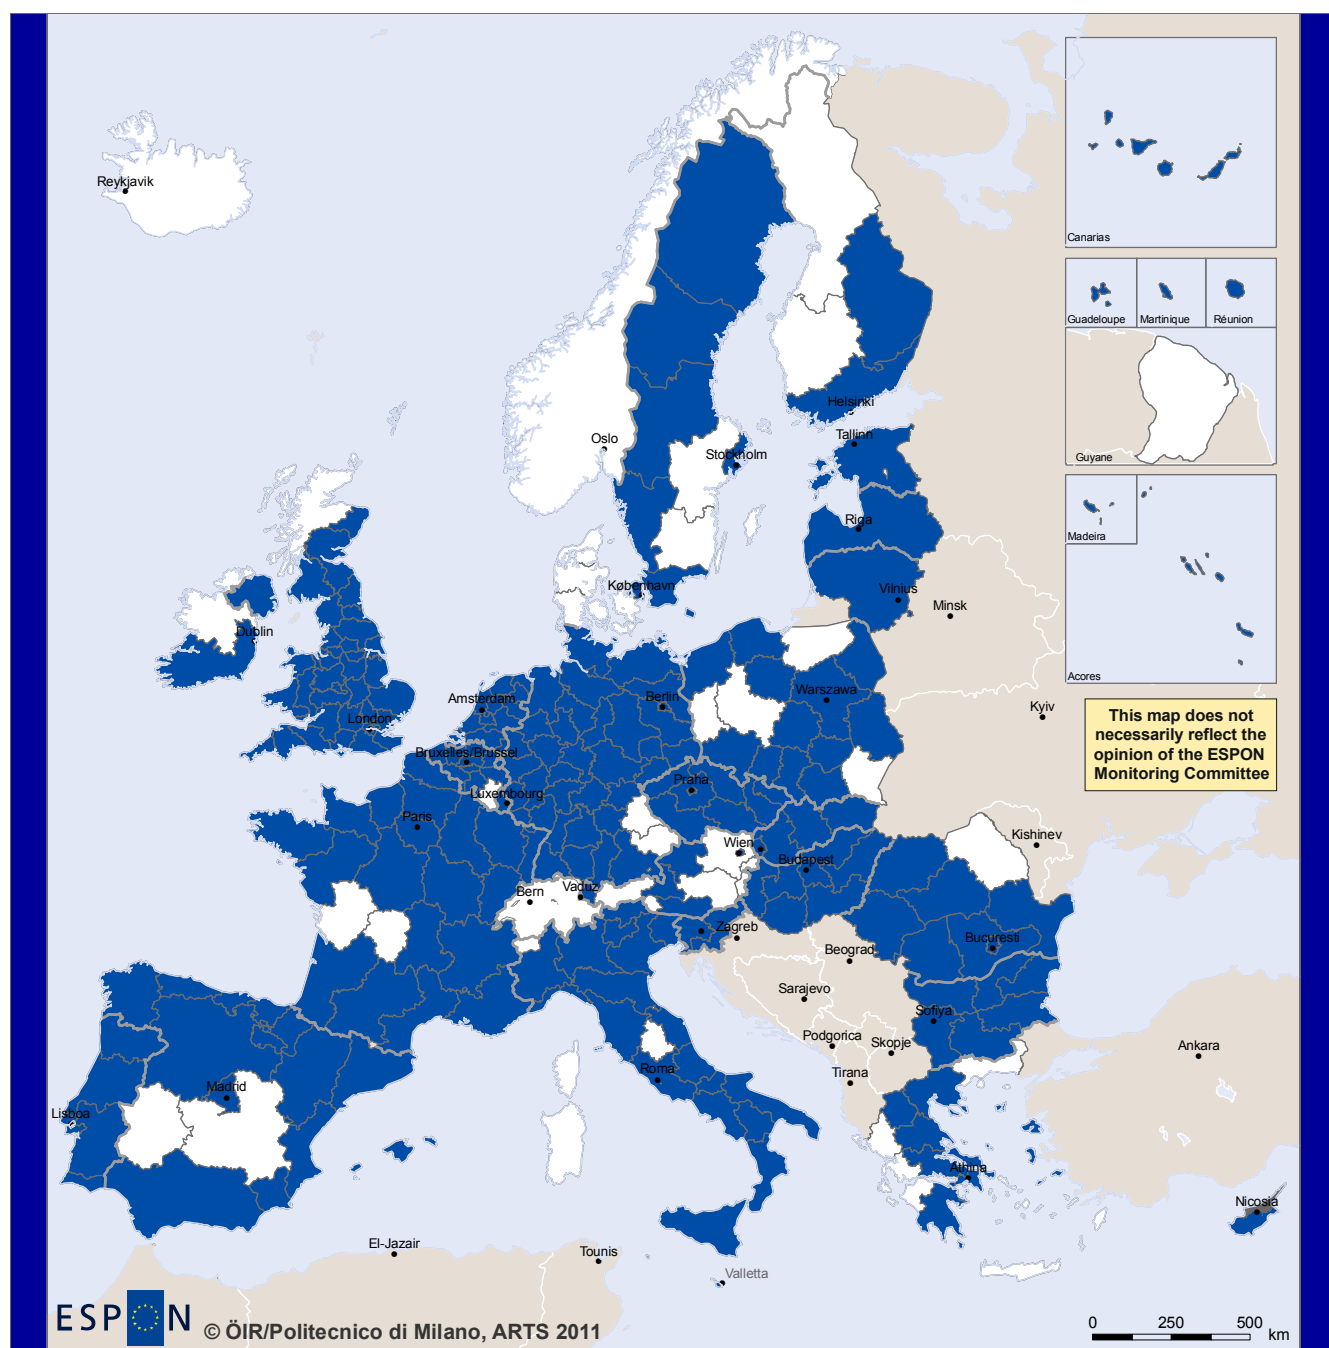 Reykjavik
Canarias
Guadeloupe
Martinique
Réunion
Guyane
Madeira
Acores
Oslo
Helsinki
Tallinn
Stockholm
Riga
København
Vilnius
Minsk
Dublin
Amsterdam
Berlin
Warszawa
London
Kyiv
This map does not
necessarily reflect the
opinion of the ESPON
Monitoring Committee
Bruxelles/Brussel
Praha
Luxembourg
Paris
Wien
Kishinev
Budapest
Bern
Vaduz
Zagreb
Bucuresti
Beograd
Sarajevo
Sofiya
Podgorica
Skopje
Ankara
Roma
Tirana
Madrid
Lisboa
Athina
Nicosia
El-Jazair
Tounis
Valletta
ESPON
© ÖIR/Politecnico di Milano, ARTS 2011
0 250 500
km